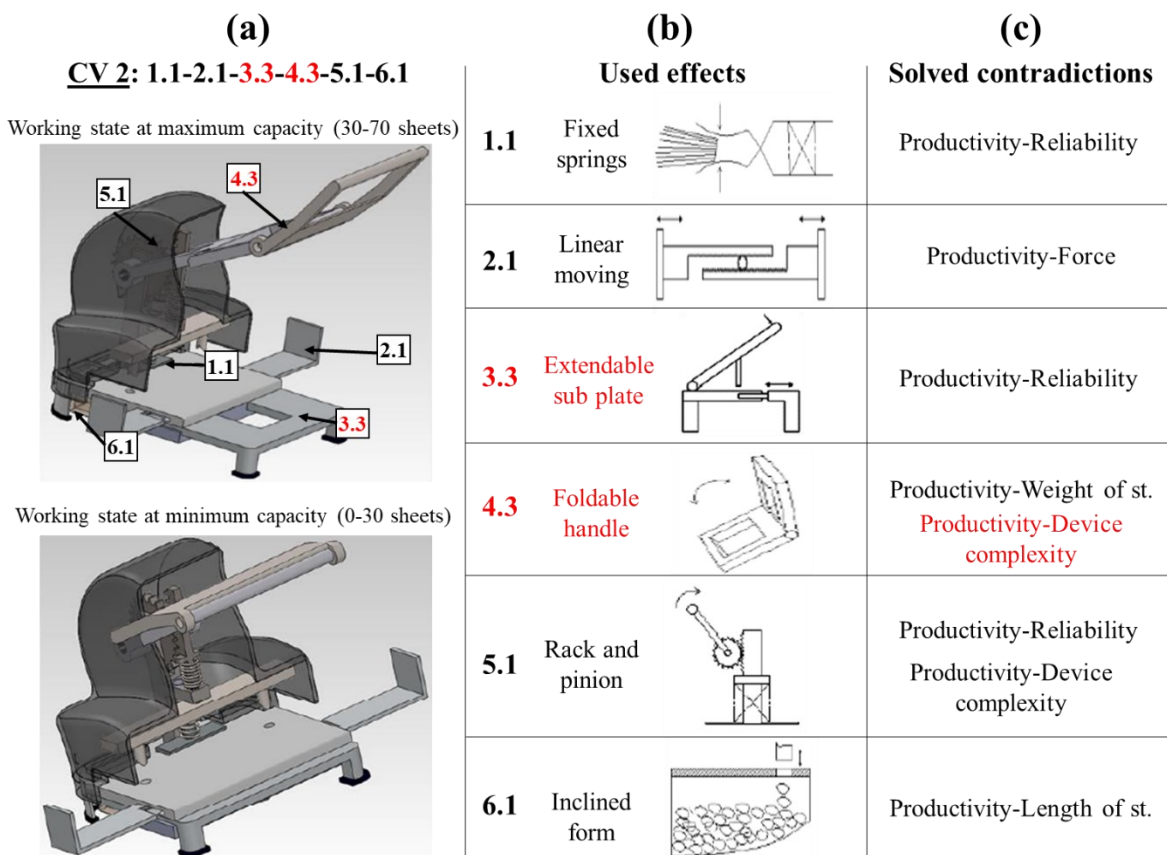 (a)
CV 2: 1.1-2.1-3.3-4.3-5.1-6.1
Working state at maximum capacity (30-70 sheets)
5.1
4.3
2.1
1.1
3.3
6.1
Working state at minimum capacity (0-30 sheets)
(b)
(c)
Used effects
Solved contradictions
1.1
Fixed
springs
Productivity-Reliability
2.1
Linear
moving
Productivity-Force
3.3
Extendable
sub plate
Productivity-Reliability
4.3
Foldable
handle
Productivity-Weight of st.
Productivity-Device
complexity
5.1
Rack and
pinion
Productivity-Reliability
Productivity-Device
complexity
6.1
Inclined
form
Productivity-Length of st.